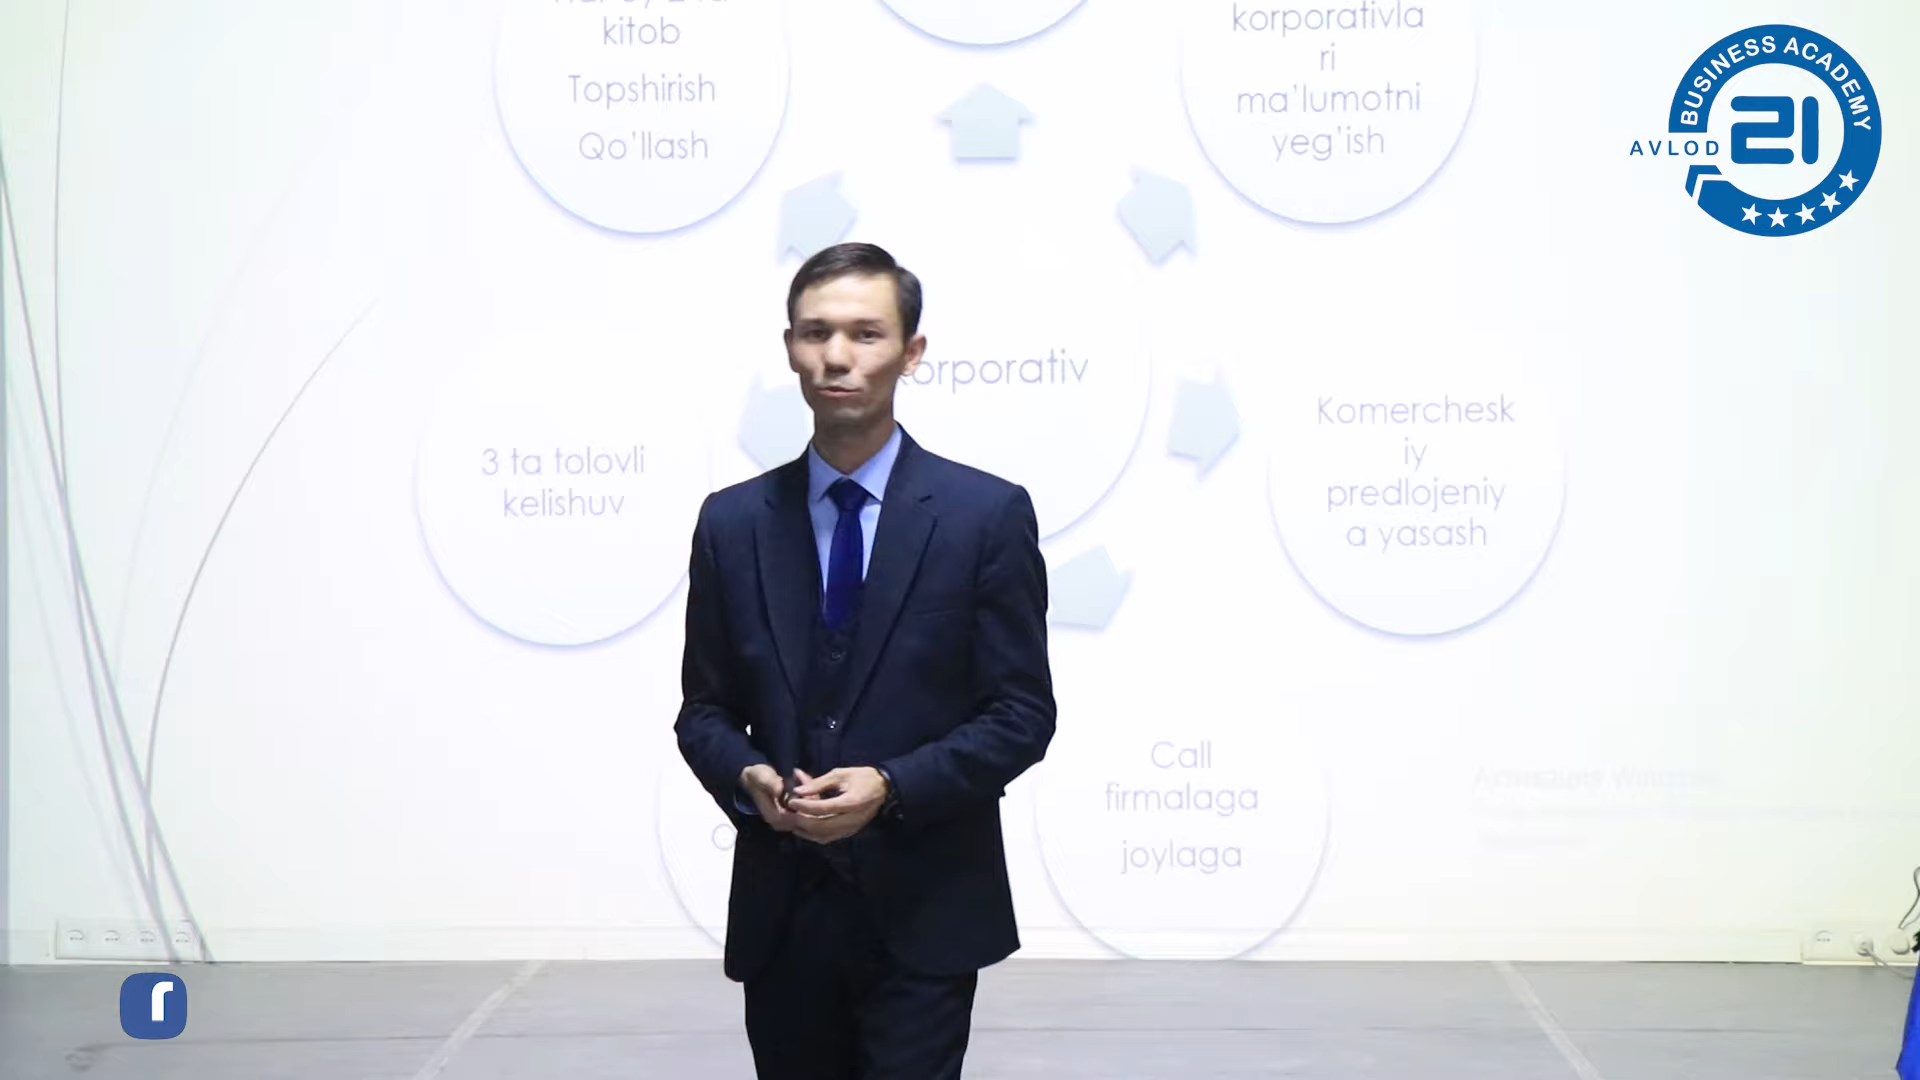 kitob
Topshirish
Qo'llash
korporativla
ri
ma'lumotni
yeg'ish
BUSINESS ACADEMY
AVLOD 21
orporativ
3 ta tolovli
kelishuv
Komerchesk
iy
predlojeniy
a yasash
Call
firmalaga
joylaga